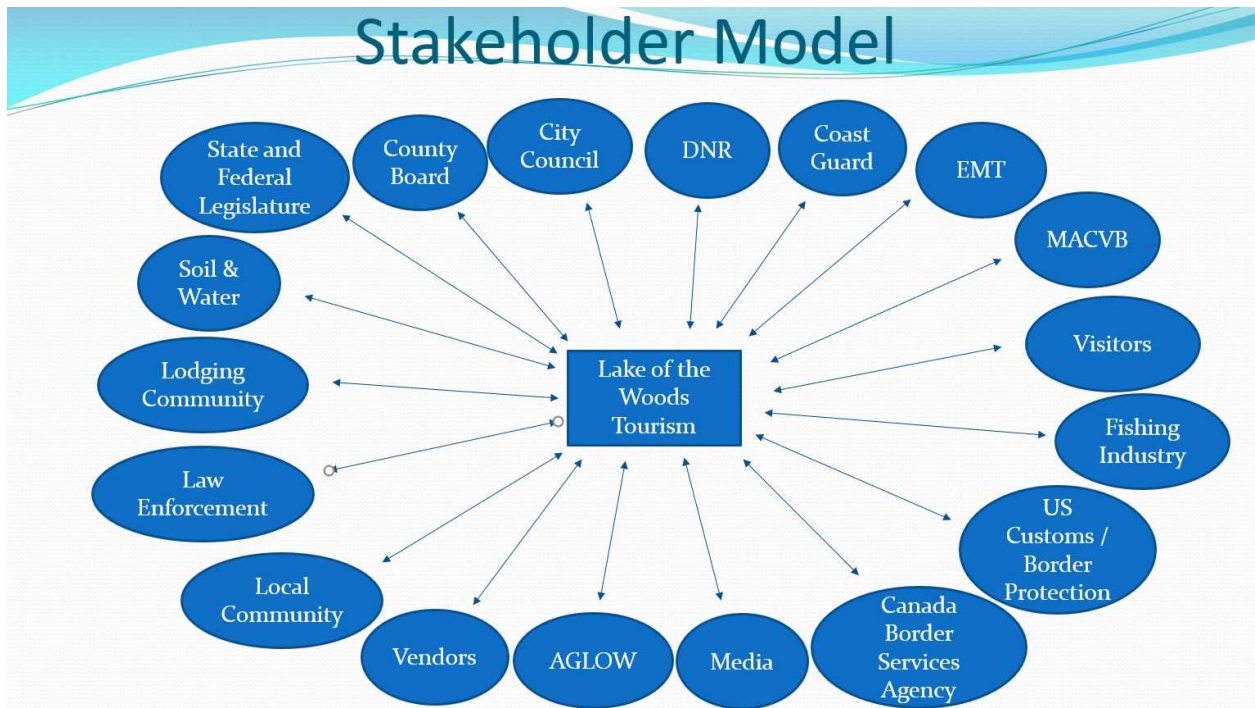 Stakeholder Model
State and
Federal
Legislature
County
Board
City
Council
DNR
Coast
Guard
EMT
MACVB
Soil &
Water
Visitors
Lodging
Community
Lake of the
Woods
Tourism
Fishing
Industry
Law
Enforcement
US
Customs /
Border
Protection
Local
Community
Vendors
AGLOW
Media
Canada
Border
Services
Agency